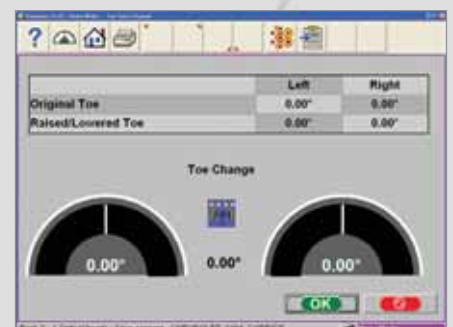 ?
Left Right
Original Toe 0.00° 0.00°
Raised/Lowered Toe 0.00° 0.00°
Toe Change
0.00° 0.00° 0.00°
OK